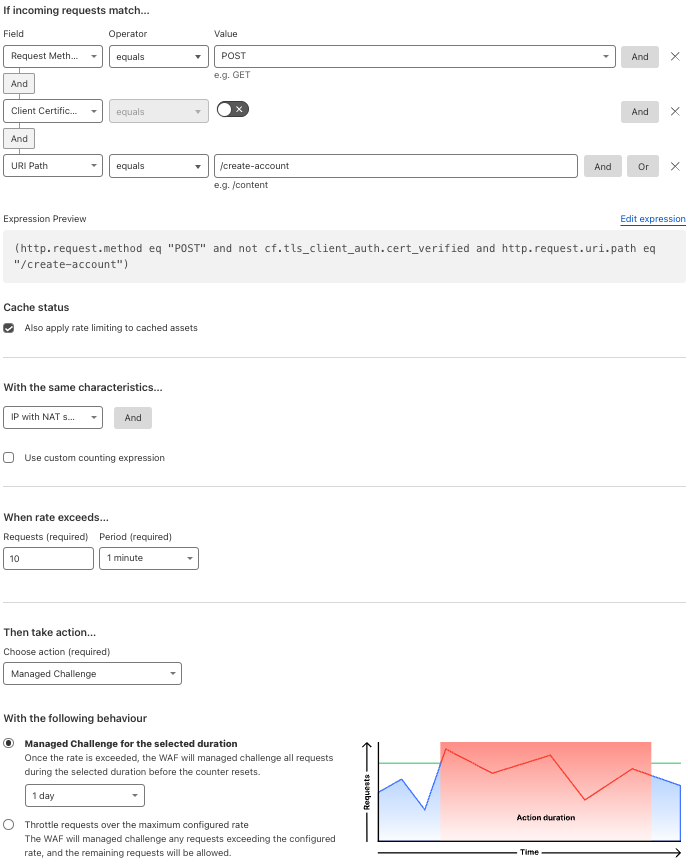 If incoming requests match...
Field Operator Value
Request Meth... equals POST And
e.g. GET
And
Client Certific... equals And
And
URI Path equals /create-account And Or
e.g. /content
Expression Preview Edit expression
(http.request.method eq "POST" and not cf.tls_client_auth.cert_verified and http.request.uri.path eq
"/create-account")
Cache status
Also apply rate limiting to cached assets
With the same characteristics...
IP with NAT s... And
Use custom counting expression
When rate exceeds...
Requests (required) Period (required)
10 1 minute
Then take action...
Choose action (required)
Managed Challenge
With the following behaviour
Managed Challenge for the selected duration
Once the rate is exceeded, the WAF will managed challenge all requests
during the selected duration before the counter resets.
1 day
Throttle requests over the maximum configured rate
The WAF will managed challenge any requests exceeding the configured
rate, and the remaining requests will be allowed.
Requests
Action duration
Time